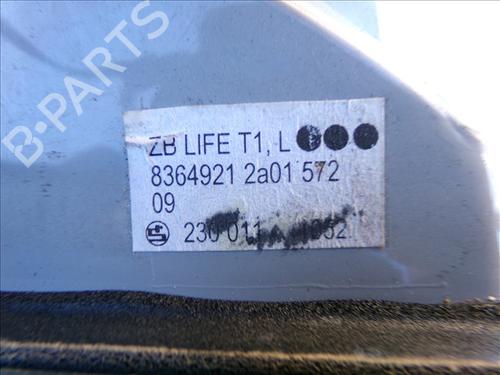 B-PARTS
ZB LIFE T1, L
8364921 2a01 572
09
230 011